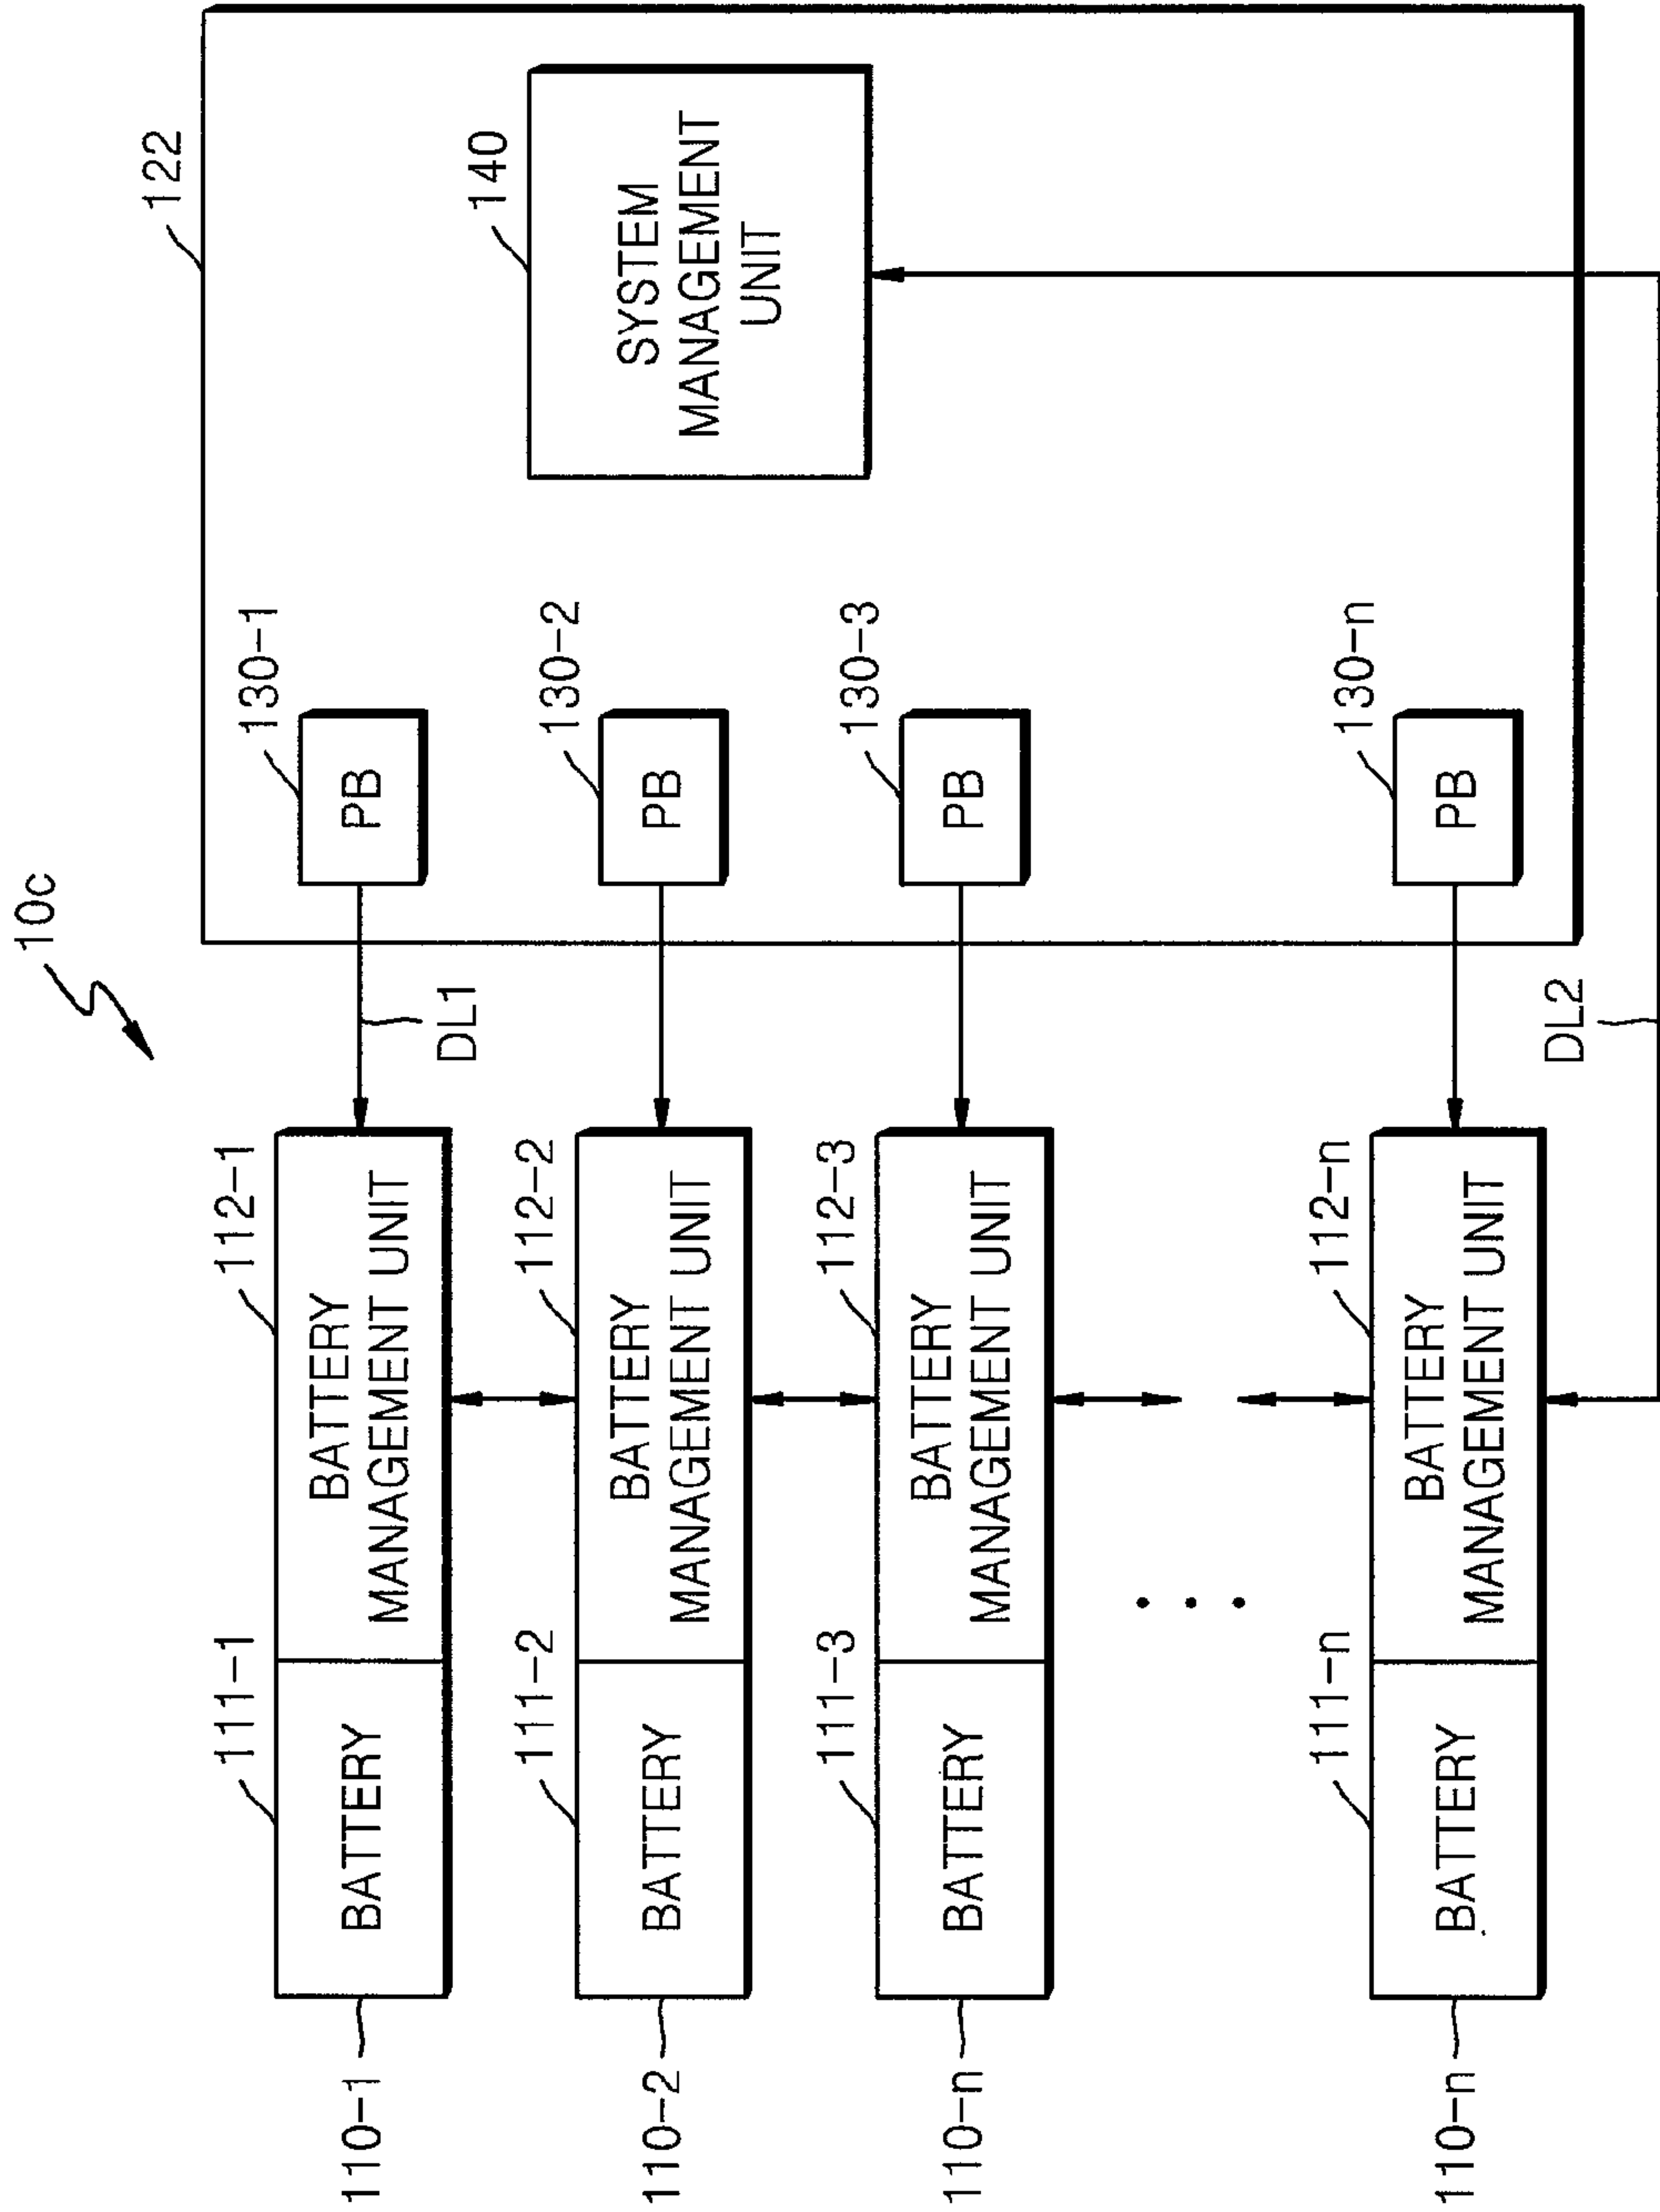 10c
122
130-1
PB
130-2
PB
130-3
PB
130-n
PB
140
SYSTEM
MANAGEMENT
UNIT
DL1
DL2
112-1
BATTERY
MANAGEMENT UNIT
112-2
BATTERY
MANAGEMENT UNIT
112-3
BATTERY
MANAGEMENT UNIT
112-n
BATTERY
MANAGEMENT UNIT
111-1
BATTERY
111-2
BATTERY
111-3
BATTERY
• • •
111-n
BATTERY
110-1
110-2
110-n
110-n